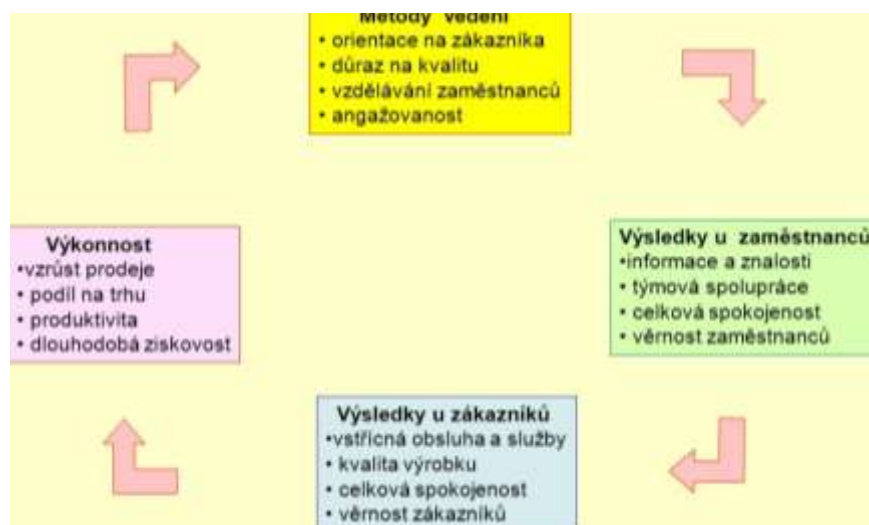 Metody vedení
• orientace na zákazníka
• důraz na kvalitu
• vzdělávání zaměstnanců
• angažovanost
Výsledky u zaměstnanců
•informace a znalosti
• týmová spolupráce
• celková spokojenost
• věrnost zaměstnanců
Výsledky u zákazníků
•vstřícná obsluha a služby
• kvalita výrobku
• celková spokojenost
• věrnost zákazníků
Výkonnost
•vzrůst prodeje
• podíl na trhu
• produktivita
• dlouhodobá ziskovost